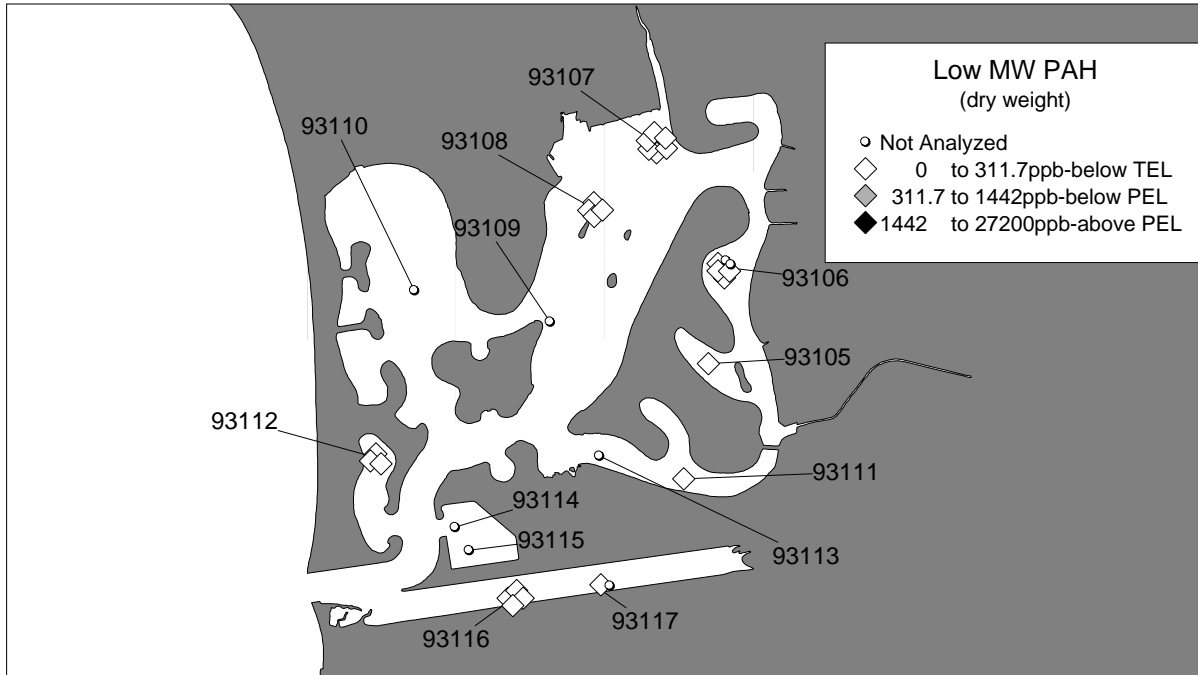 93107
Low MW PAH
(dry weight)
93110
93108
Not Analyzed
0 to 311.7ppb-below TEL
311.7 to 1442ppb-below PEL
1442 to 27200ppb-above PEL
93109
93106
93105
93112
93111
93114
93115
93113
93117
93116